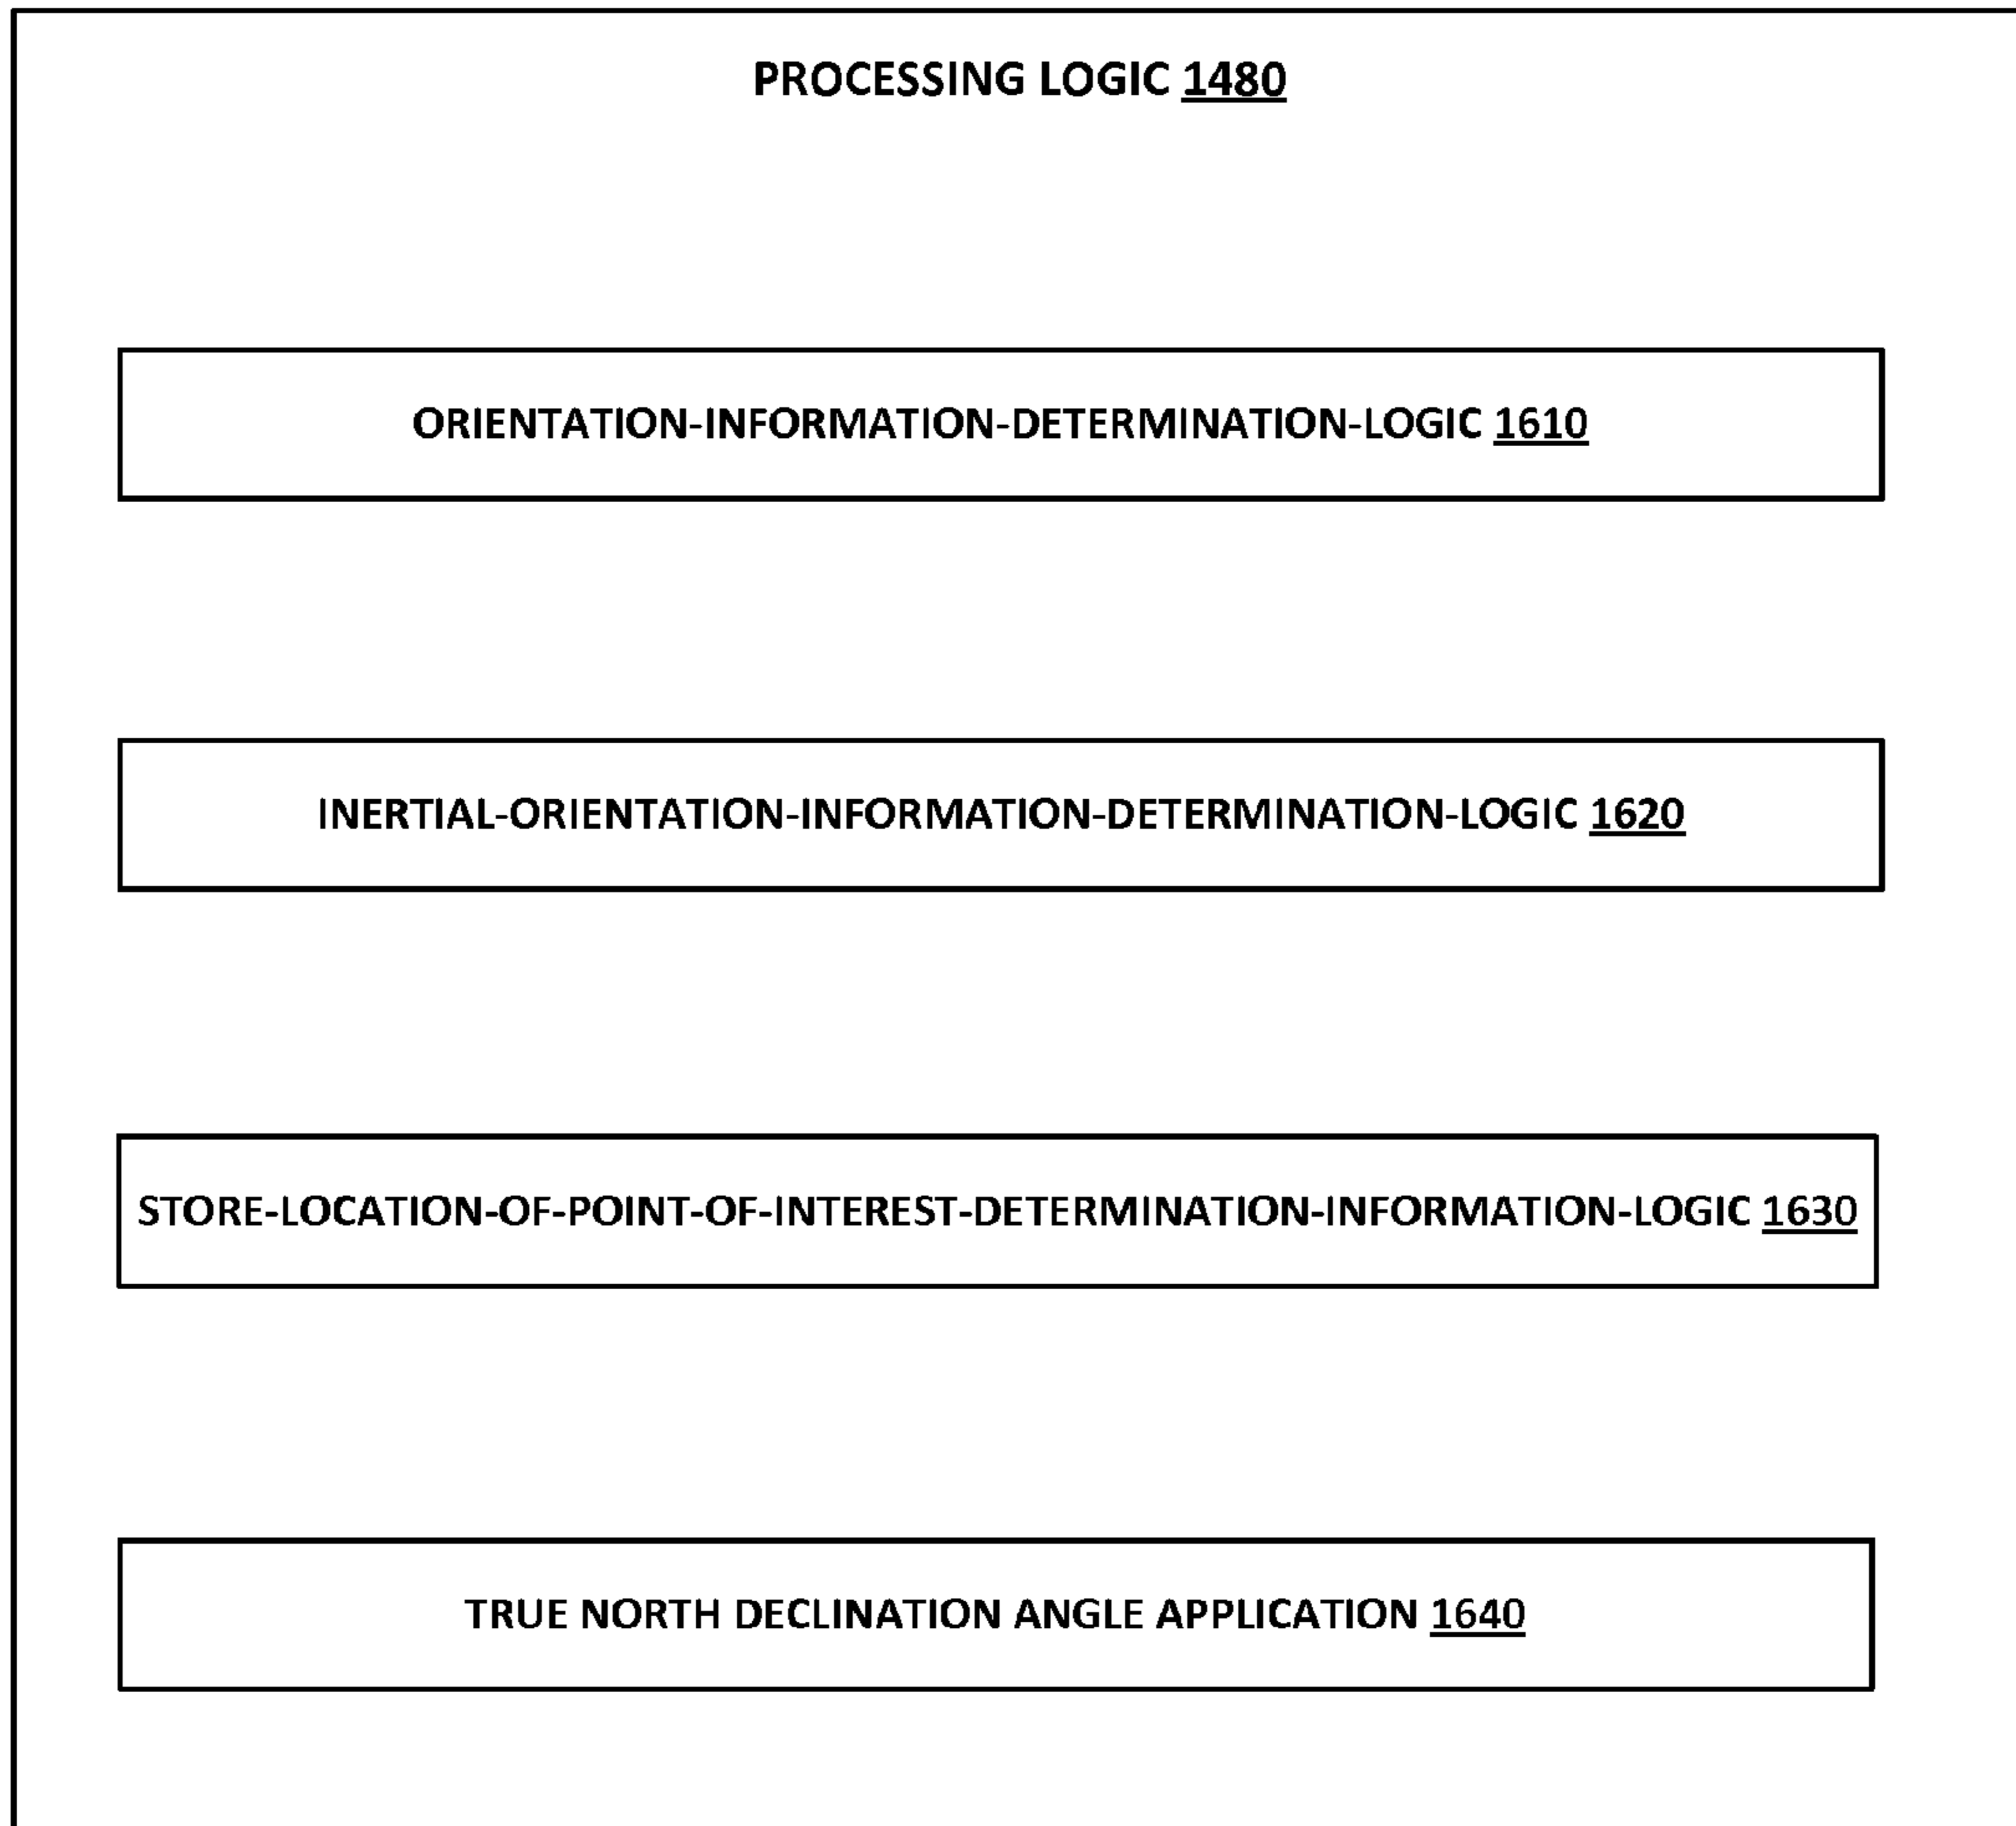 PROCESSING LOGIC 1480
ORIENTATION-INFORMATION-DETERMINATION-LOGIC 1610
INERTIAL-ORIENTATION-INFORMATION-DETERMINATION-LOGIC 1620
STORE-LOCATION-OF-POINT-OF-INTEREST-DETERMINATION-INFORMATION-LOGIC 1630
TRUE NORTH DECLINATION ANGLE APPLICATION 1640